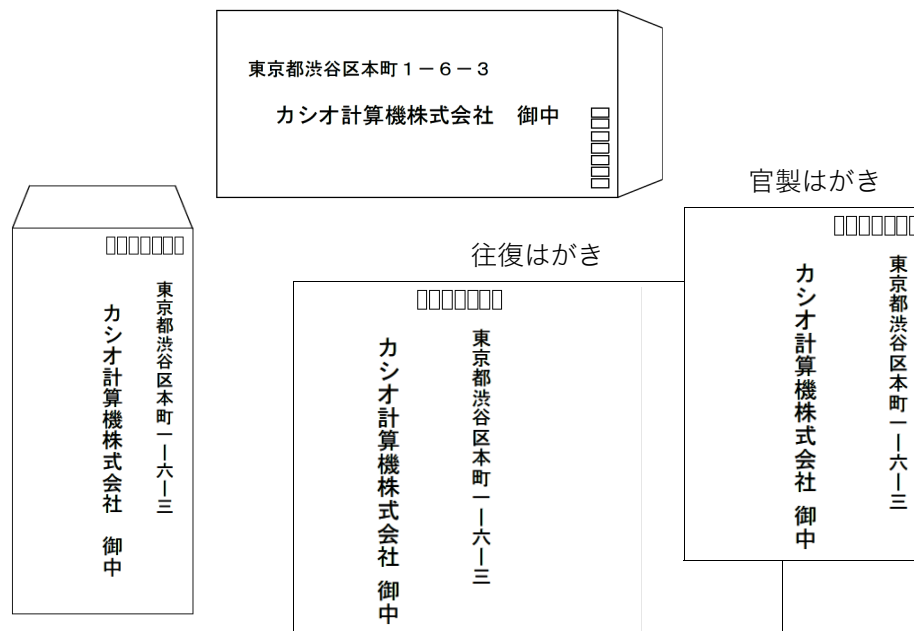 東京都渋谷区本町１－６－３
カシオ計算機株式会社　御中
東京都渋谷区本町一ー六ー三
カシオ計算機株式会社　御中
往復はがき
東京都渋谷区本町一ー六ー三
カシオ計算機株式会社 御中
官製はがき
東京都渋谷区本町一ー六ー三
カシオ計算機株式会社 御中